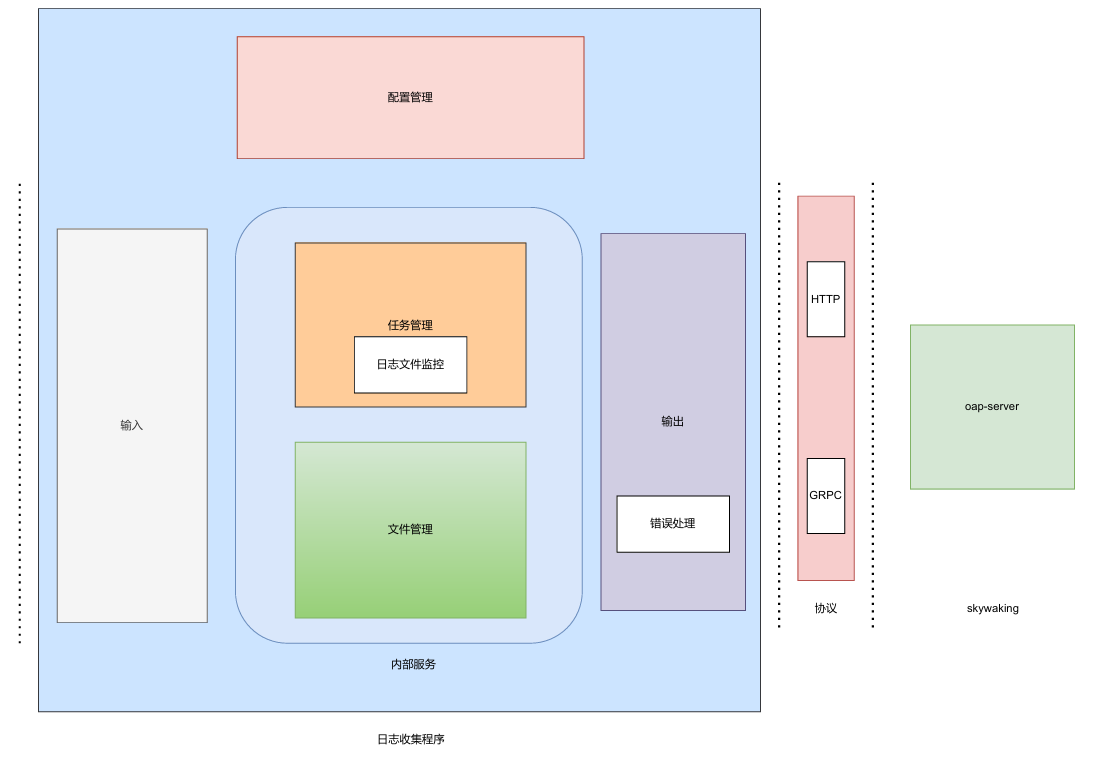 配置管理
任务管理
日志文件监控
输入
文件管理
输出
错误处理
内部服务
日志收集程序
HTTP
GRPC
协议
oap-server
skywaking